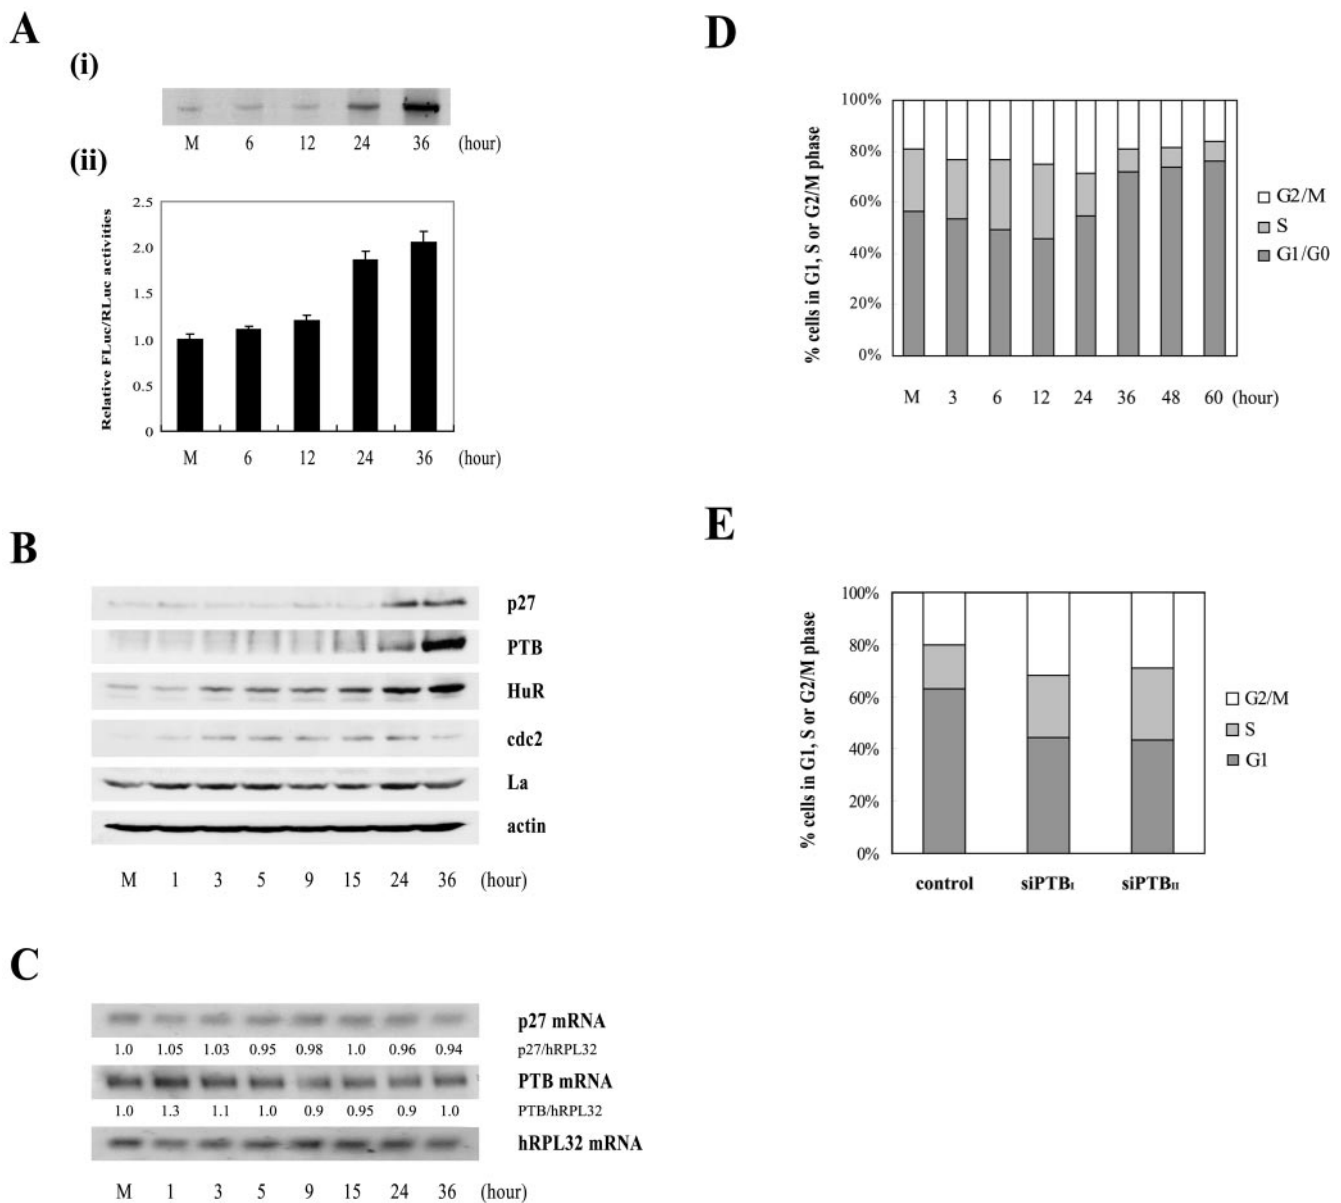 A
(i)
M 6 12 24 36 (hour)
(ii)
Relative FLuc/RLuc activities
2.5
2.0
1.5
1.0
0.5
0
M 6 12 24 36 (hour)
B
p27
PTB
HuR
cdc2
La
actin
M 1 3 5 9 15 24 36 (hour)
C
p27 mRNA
1.0 1.05 1.03 0.95 0.98 1.0 0.96 0.94 p27/hRPL32
PTB mRNA
1.0 1.3 1.1 1.0 0.9 0.95 0.9 1.0 PTB/hRPL32
hRPL32 mRNA
M 1 3 5 9 15 24 36 (hour)
D
% cells in G1, S or G2/M phase
100%
80%
60%
40%
20%
0%
G2/M
S
G1/G0
M 3 6 12 24 36 48 60 (hour)
E
% cells in G1, S or G2/M phase
100%
80%
60%
40%
20%
0%
G2/M
S
G1
control siPTBI siPTBII